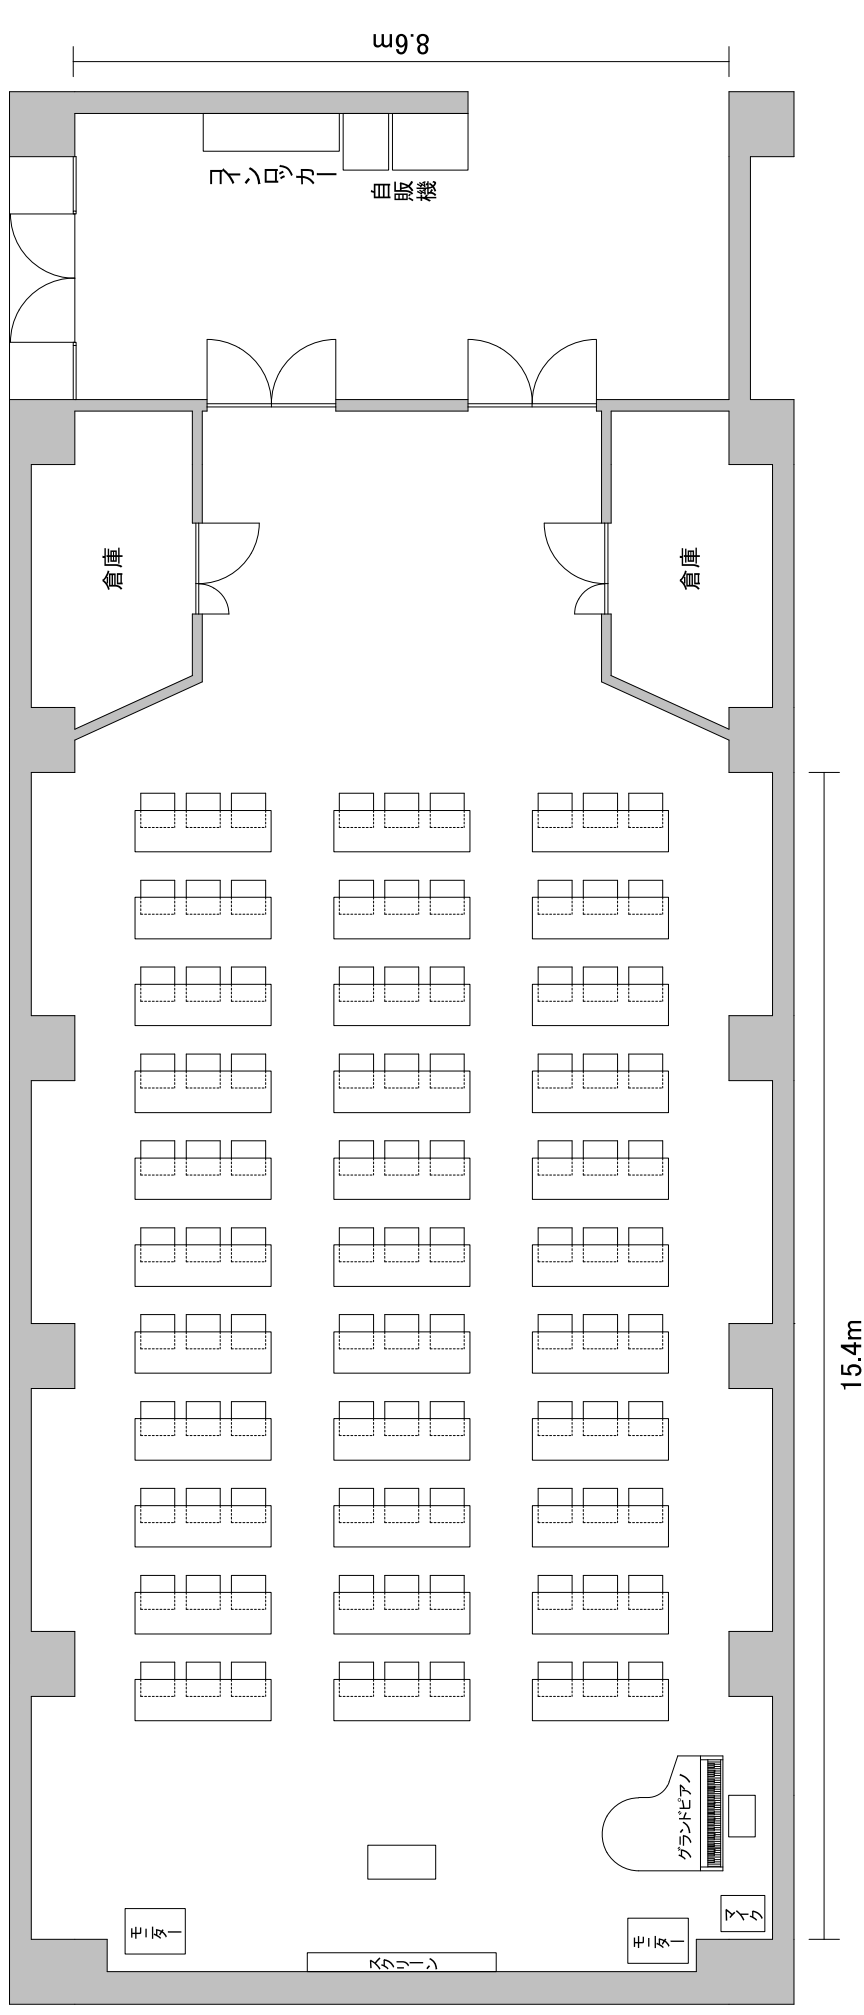 8.6m
コインロッカー
自販機
倉庫
倉庫
15.4m
グランドピアノ
モニター
モニター
マイク
スクリーン